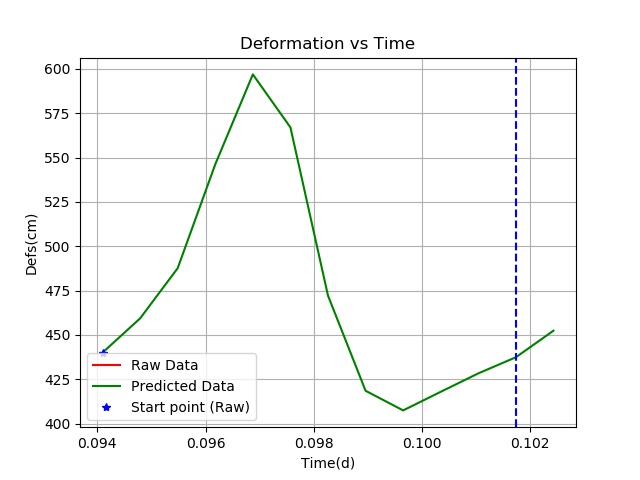 Deformation vs Time
600
575
550
525
500
475
450
425
400
Defs(cm)
Raw Data
Predicted Data
Start point (Raw)
0.094
0.096
0.098
0.100
0.102
Time(d)